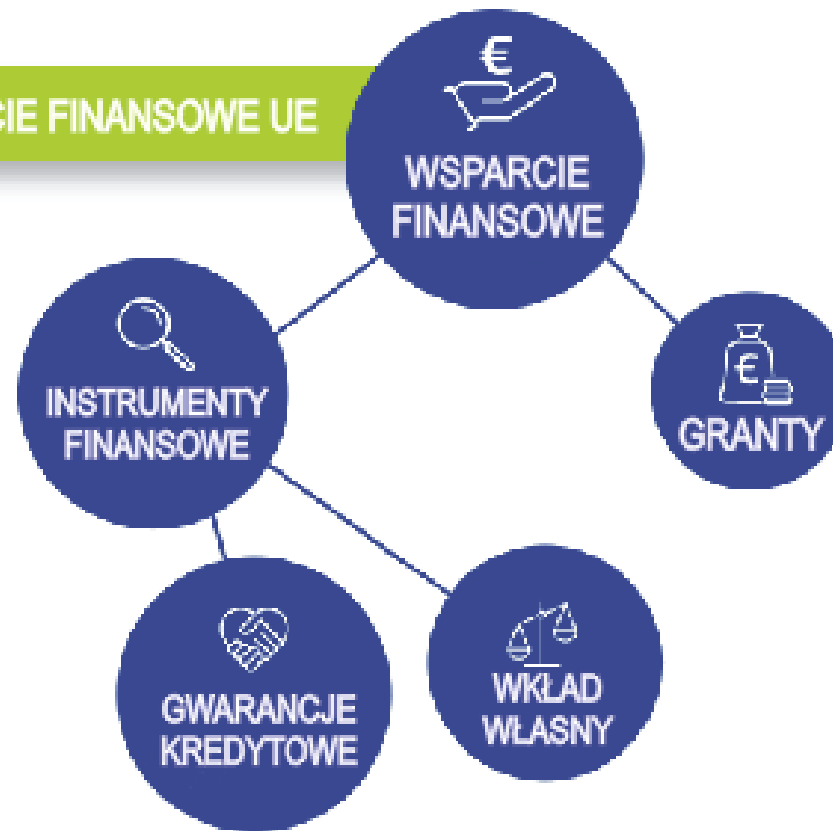 CIE FINANSOWE UE
€
WSPARCIE
FINANSOWE
INSTRUMENTY
FINANSOWE
€
GRANTY
GWARANCJE
KREDYTOWE
WKŁAD
WŁASNY